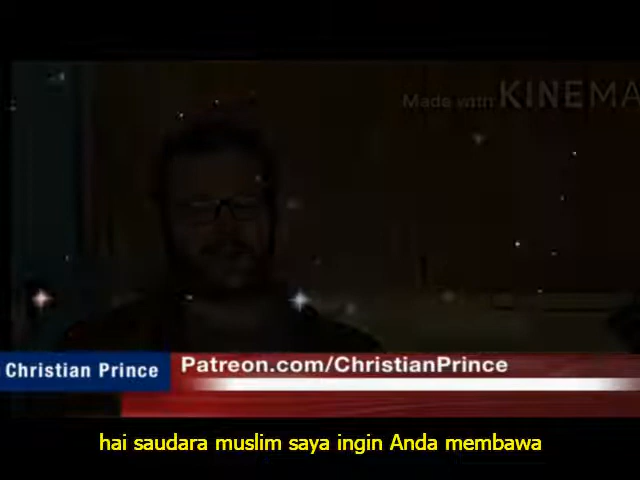 Made with KINEMA
Patreon.com/ChristianPrince
Christian Prince
hai saudara muslim saya ingin Anda membawa